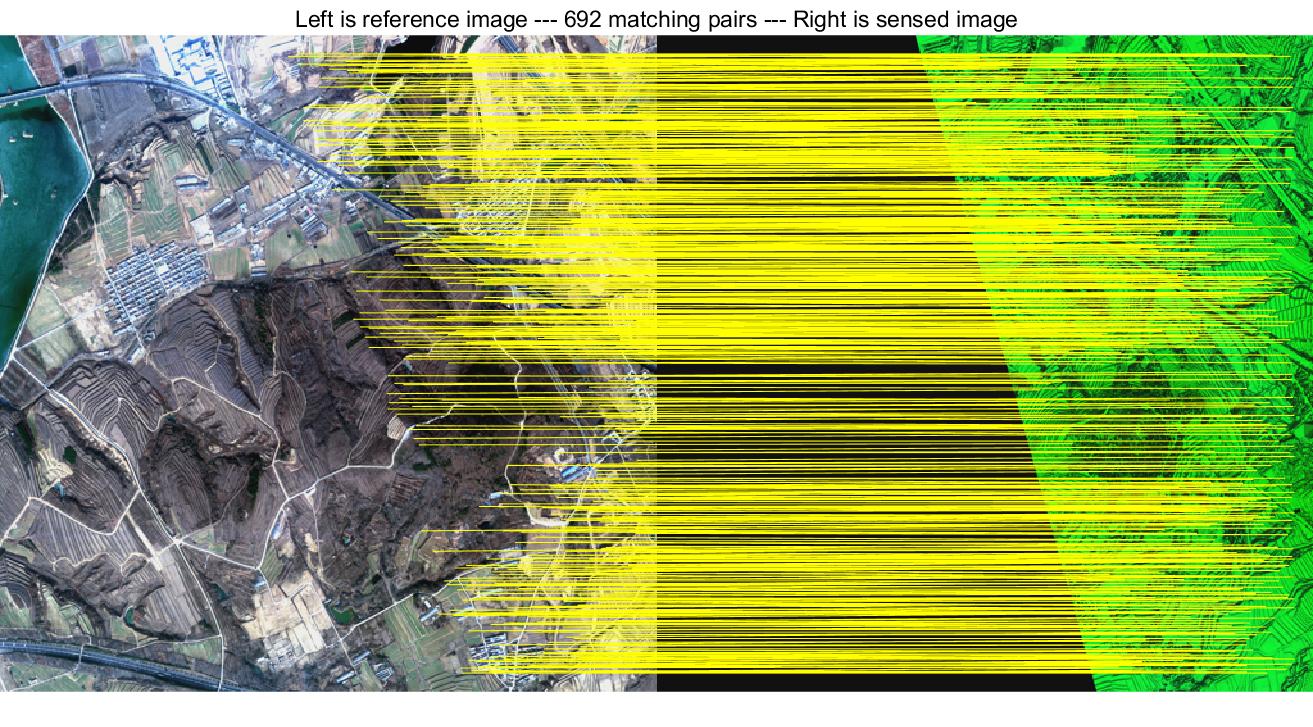 Left is reference image --- 692 matching pairs --- Right is sensed image